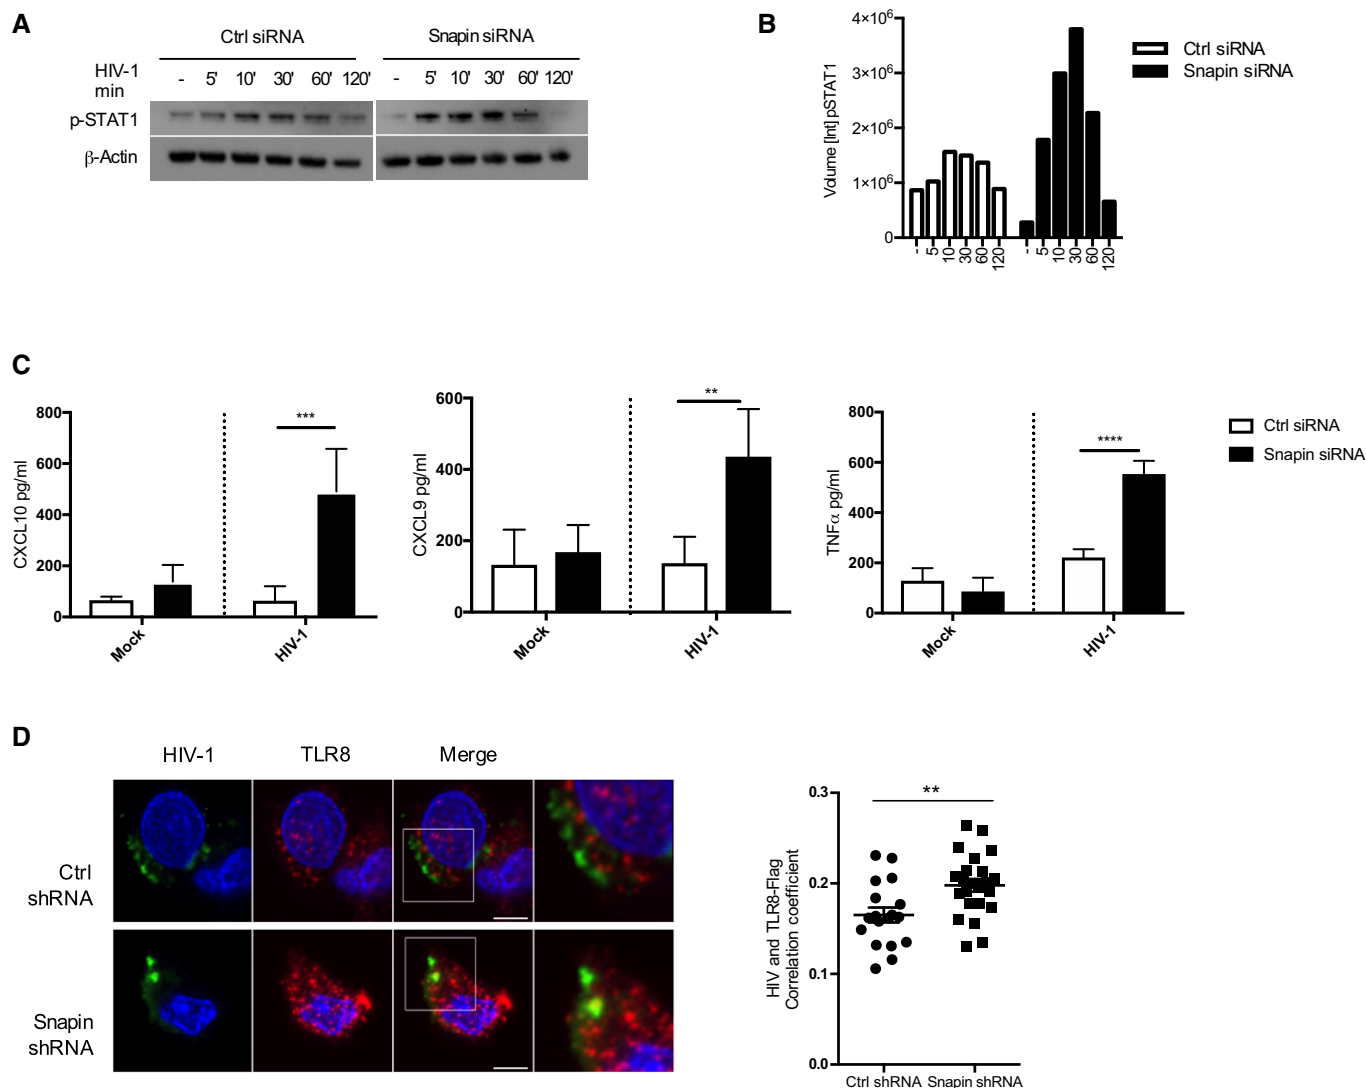 A
Ctrl siRNA Snapin siRNA
HIV-1 min - 5' 10' 30' 60' 120' - 5' 10' 30' 60' 120'
p-STAT1
β-Actin
B
Volume [Int] pSTAT1
4×10⁶
3×10⁶
2×10⁶
1×10⁶
0
- 5 10 30 60 120 - 5 10 30 60 120
Ctrl siRNA
Snapin siRNA
C
CXCL10 pg/ml
800
600
400
200
0
***
Mock HIV-1
CXCL9 pg/ml
600
400
200
0
**
Mock HIV-1
TNFα pg/ml
800
600
400
200
0
****
Mock HIV-1
Ctrl siRNA
Snapin siRNA
D
HIV-1 TLR8 Merge
Ctrl
shRNA
Snapin
shRNA
HIV and TLR8-Flag
Correlation coefficient
0.3
0.2
0.1
0.0
**
Ctrl shRNA Snapin shRNA